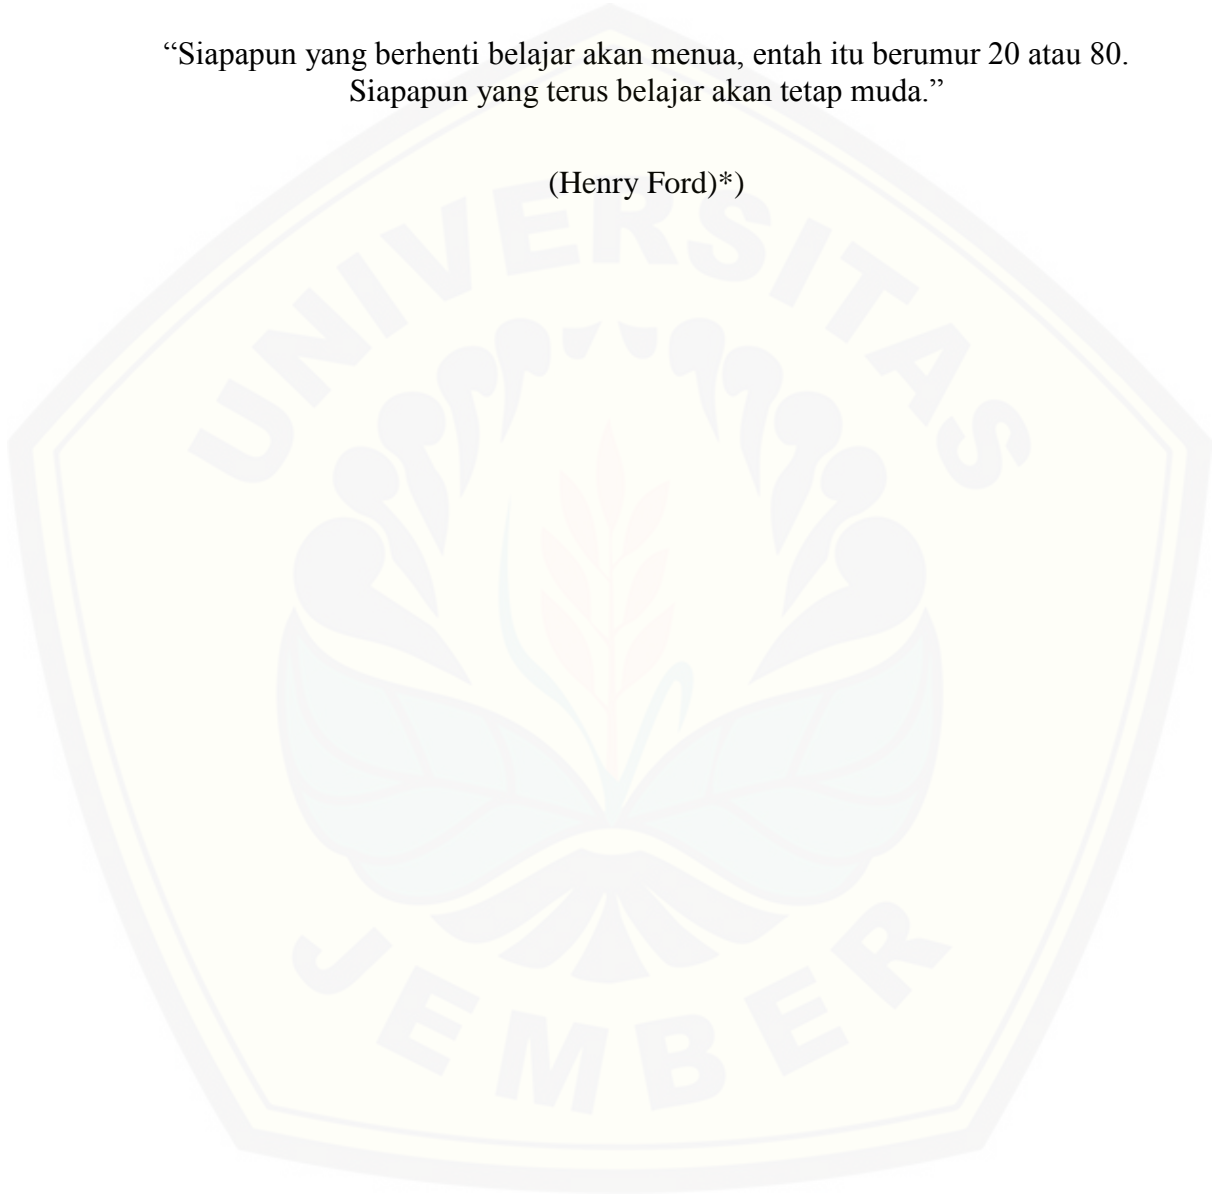 “Siapapun yang berhenti belajar akan menua, entah itu berumur 20 atau 80.
Siapapun yang terus belajar akan tetap muda.”
(Henry Ford)*)
UNIVERSITAS
JEMBER